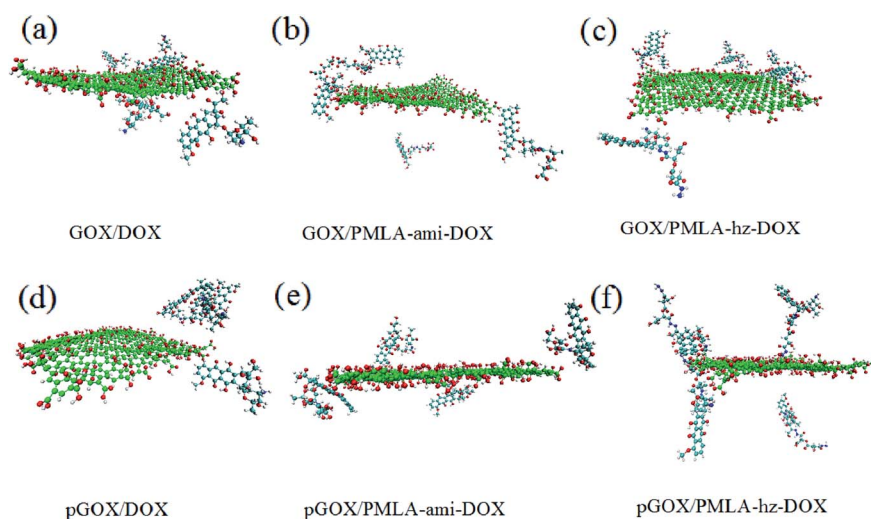 (a)
(b)
(c)
GOX/DOX
GOX/PMLA-ami-DOX
GOX/PMLA-hz-DOX
(d)
(e)
(f)
pGOX/DOX
pGOX/PMLA-ami-DOX
pGOX/PMLA-hz-DOX